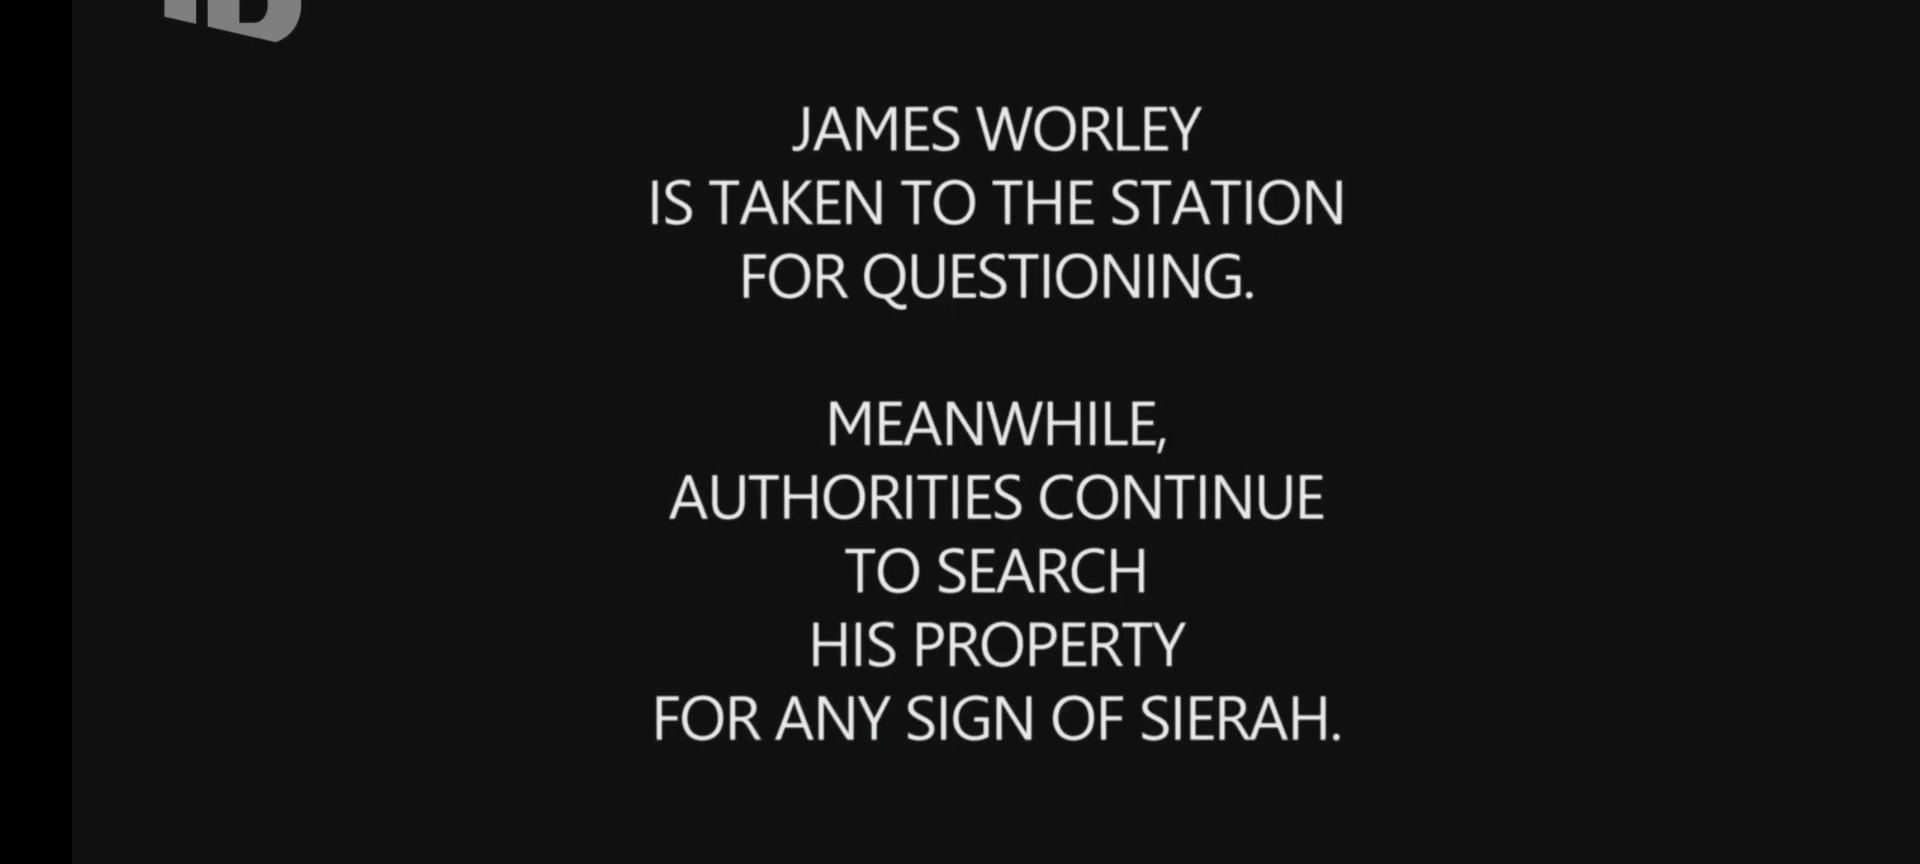 ID
JAMES WORLEY
IS TAKEN TO THE STATION
FOR QUESTIONING.
MEANWHILE,
AUTHORITIES CONTINUE
TO SEARCH
HIS PROPERTY
FOR ANY SIGN OF SIERAH.